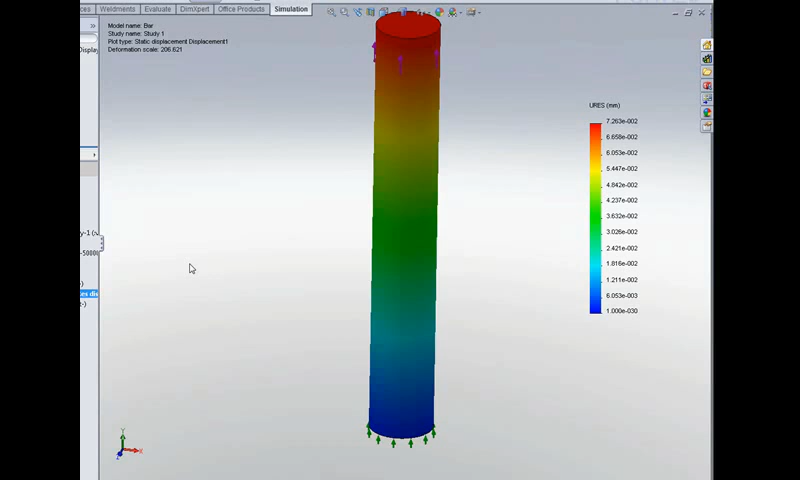 ces Weldments Evaluate DimXpert Office Products Simulation
Model name: Bar
Study name: Study 1
Plot type: Static displacement Displacement1
Deformation scale: 206.621
Display
URES (mm)
7.263e-002
6.658e-002
6.053e-002
5.447e-002
4.842e-002
4.237e-002
3.632e-002
3.026e-002
2.421e-002
1.816e-002
1.211e-002
6.053e-003
1.000e-030
Y
X
Z